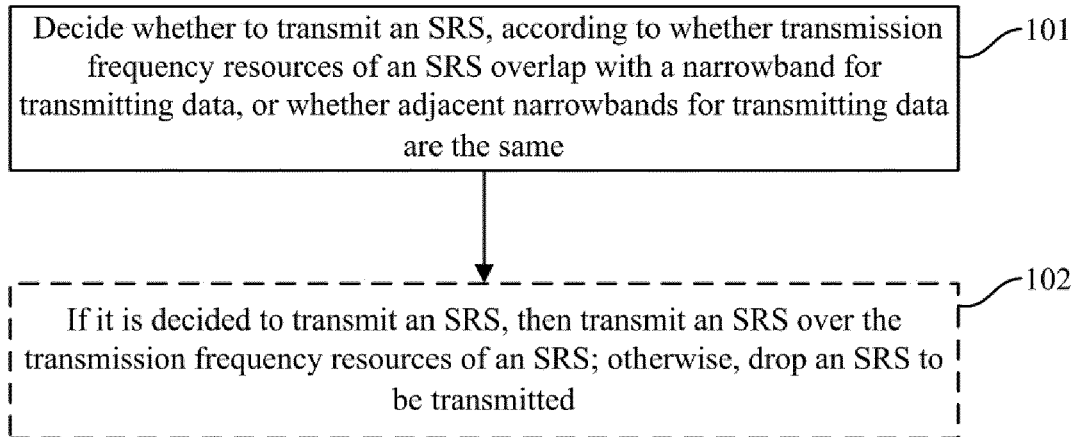 Decide whether to transmit an SRS, according to whether transmission
frequency resources of an SRS overlap with a narrowband for
transmitting data, or whether adjacent narrowbands for transmitting data
are the same
101
If it is decided to transmit an SRS, then transmit an SRS over the
transmission frequency resources of an SRS; otherwise, drop an SRS to
be transmitted
102